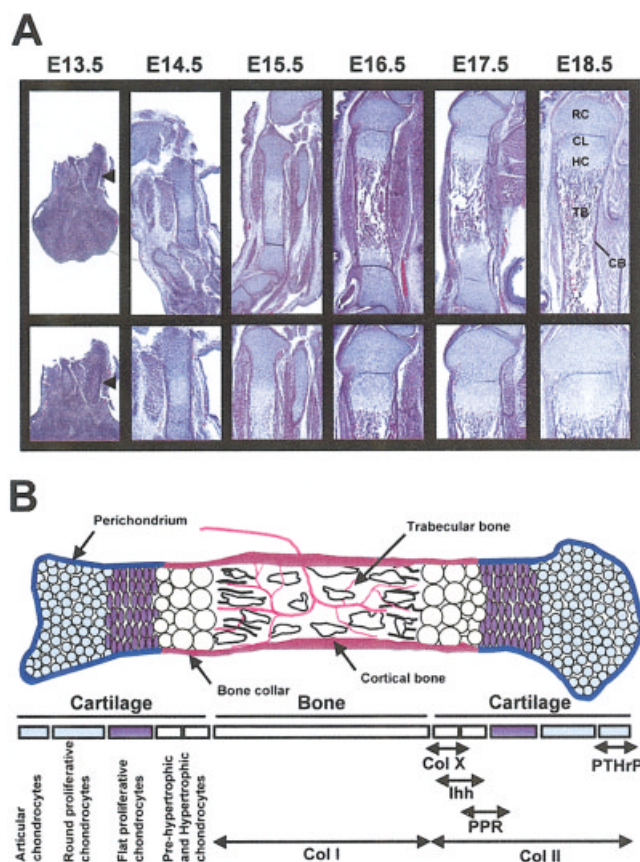 A
E13.5 E14.5 E15.5 E16.5 E17.5 E18.5
RC
CL
HC
TB
CB
B
Perichondrium
Trabecular bone
Bone collar
Cortical bone
Cartilage Bone Cartilage
Articular
chondrocytes
Round proliferative
chondrocytes
Flat proliferative
chondrocytes
Pre-hypertrophic
and Hypertrophic
chondrocytes
Col X
PTHrP
Ihh
PPR
Col I
Col II